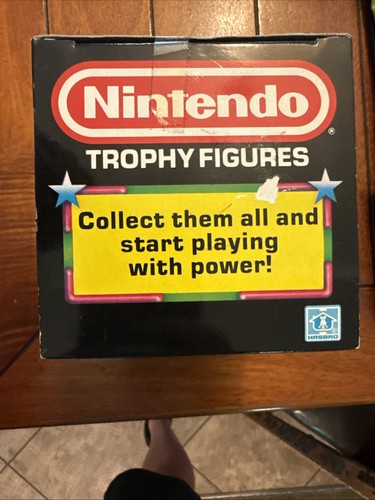 Nintendo®
TROPHY FIGURES
Collect them all and
start playing
with power!
HASBRO